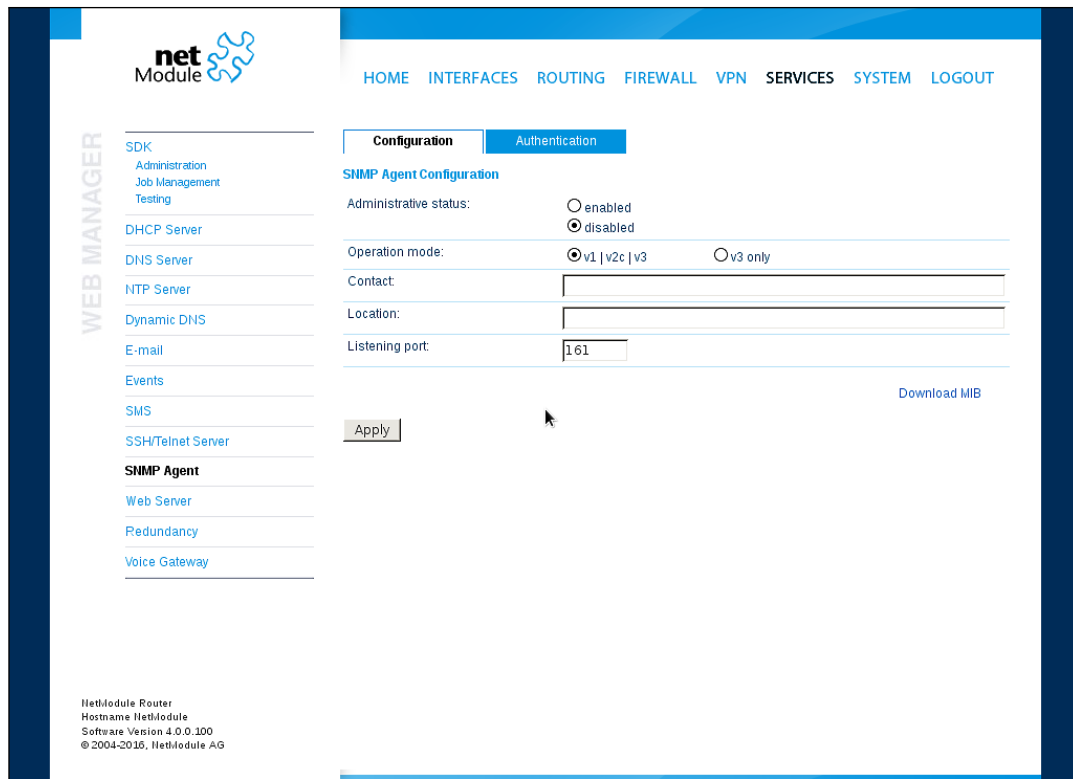 net
Module
HOME INTERFACES ROUTING FIREWALL VPN SERVICES SYSTEM LOGOUT
WEB MANAGER
SDK
Administration
Job Management
Testing
DHCP Server
DNS Server
NTP Server
Dynamic DNS
E-mail
Events
SMS
SSH/Telnet Server
SNMP Agent
Web Server
Redundancy
Voice Gateway
Configuration Authentication
SNMP Agent Configuration
Administrative status: enabled
disabled
Operation mode: v1 | v2c | v3 v3 only
Contact:
Location:
Listening port: 161
Download MIB
Apply
NetModule Router
Hostname NetModule
Software Version 4.0.0.100
© 2004-2016, NetModule AG